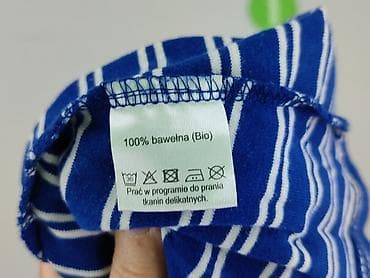 100% bawełna (Bio)
Prać w programie do prania
tkanin delikatnych.